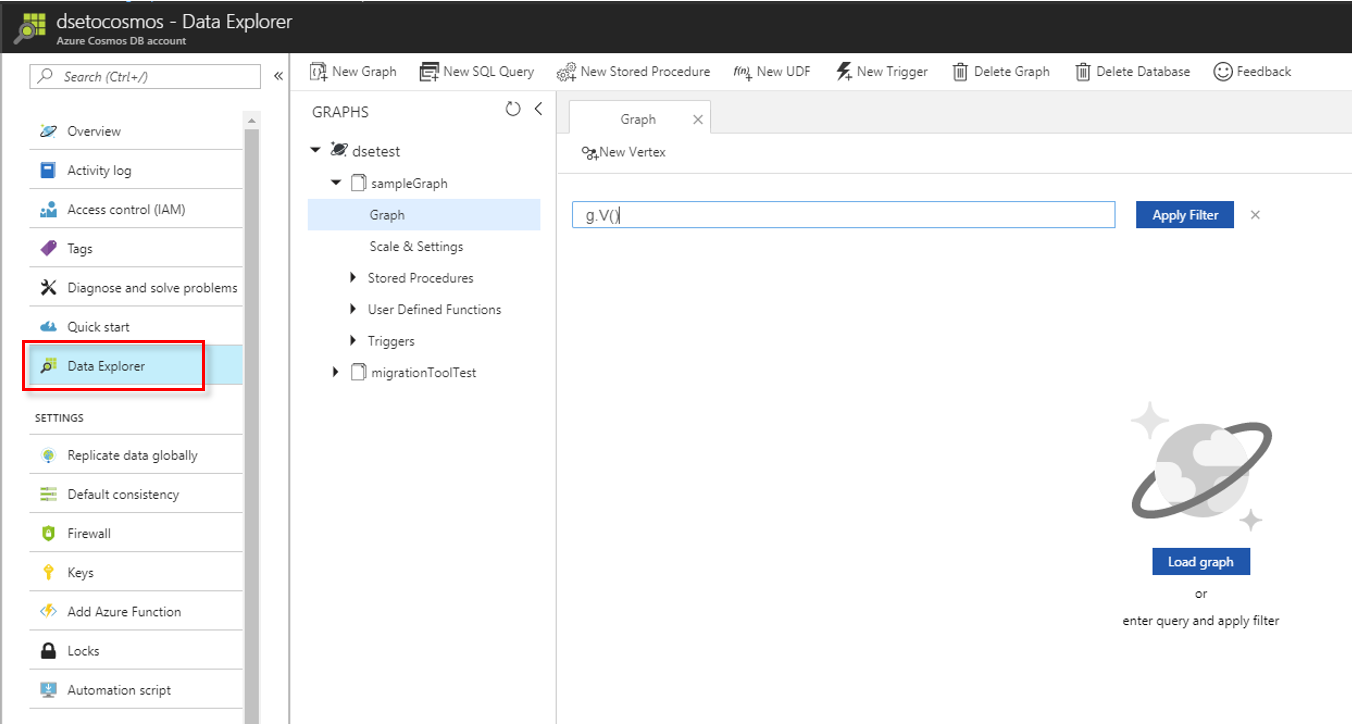 dsetocosmos - Data Explorer
Azure Cosmos DB account
Search (Ctrl+/)
«
Overview
Activity log
Access control (IAM)
Tags
Diagnose and solve problems
Quick start
Data Explorer
SETTINGS
Replicate data globally
Default consistency
Firewall
Keys
Add Azure Function
Locks
Automation script
New Graph New SQL Query New Stored Procedure New UDF New Trigger Delete Graph Delete Database Feedback
GRAPHS
dsetest
sampleGraph
Graph
Scale & Settings
Stored Procedures
User Defined Functions
Triggers
migrationToolTest
Graph
New Vertex
g.V()
Apply Filter
Load graph
or
enter query and apply filter